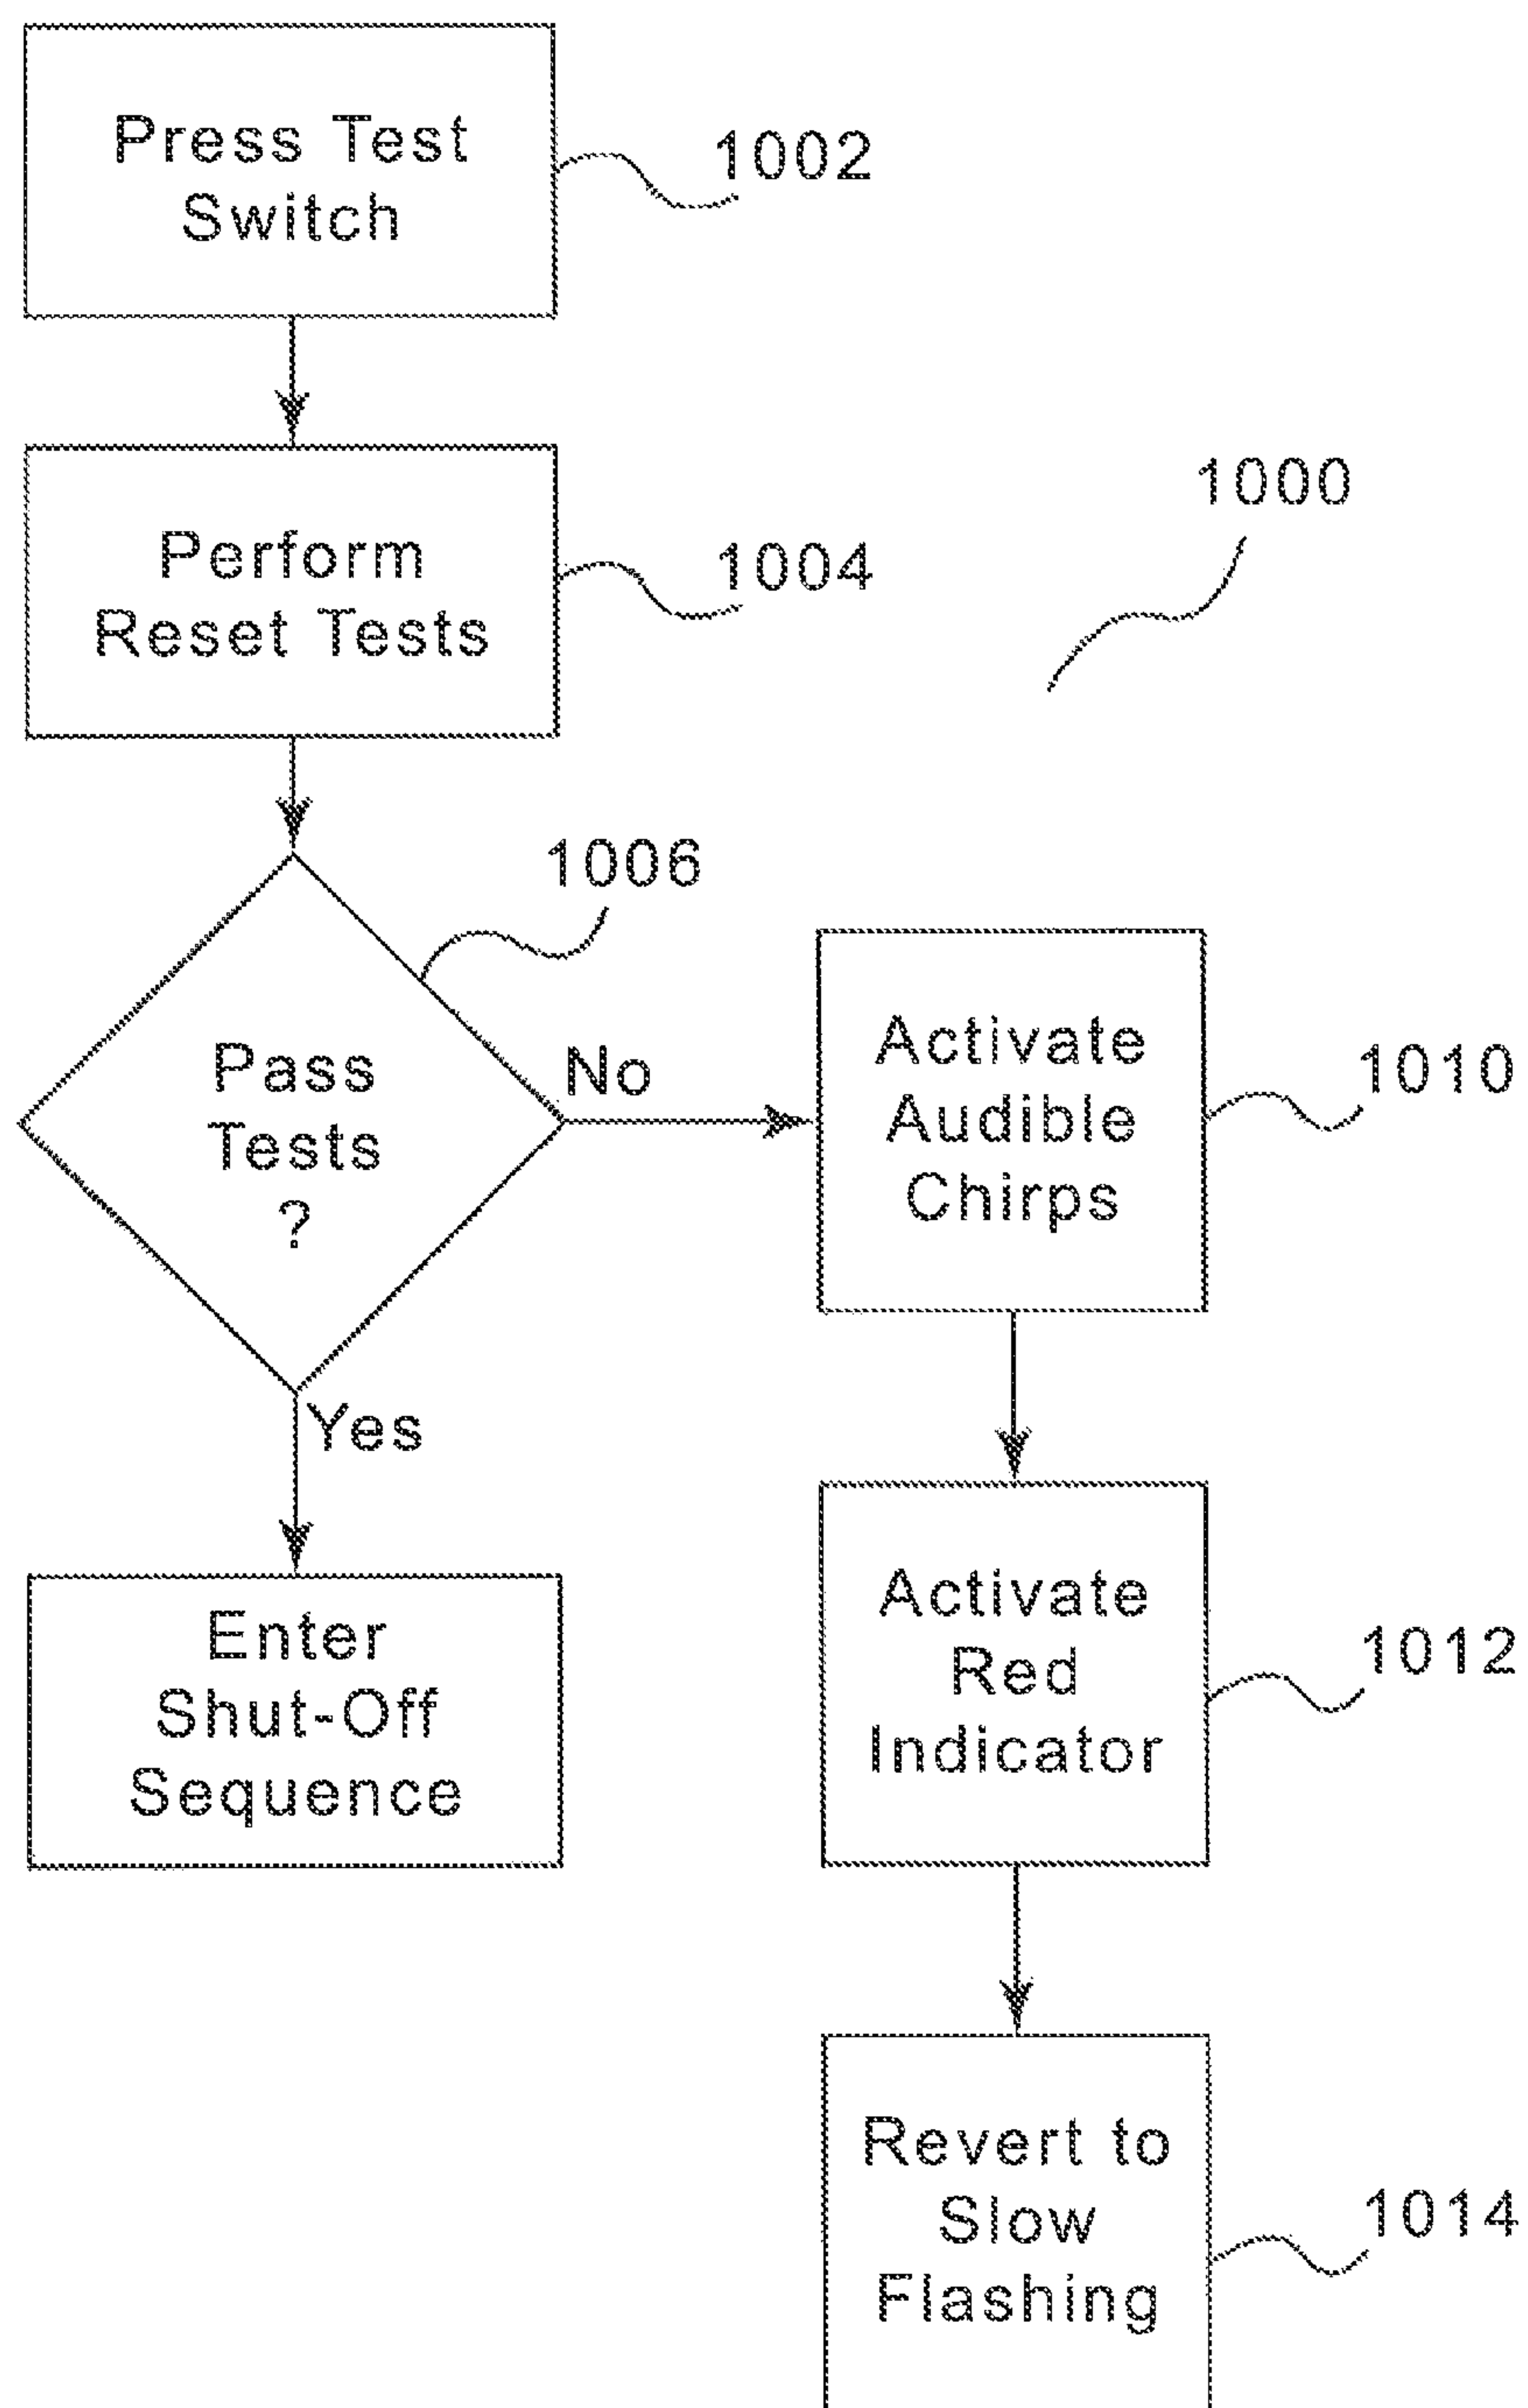 Press Test
Switch
1002
Perform
Reset Tests
1004
1000
Pass
Tests
?
1006
No
Yes
Activate
Audible
Chirps
1010
Enter
Shut-Off
Sequence
Activate
Red
Indicator
1012
Revert to
Slow
Flashing
1014